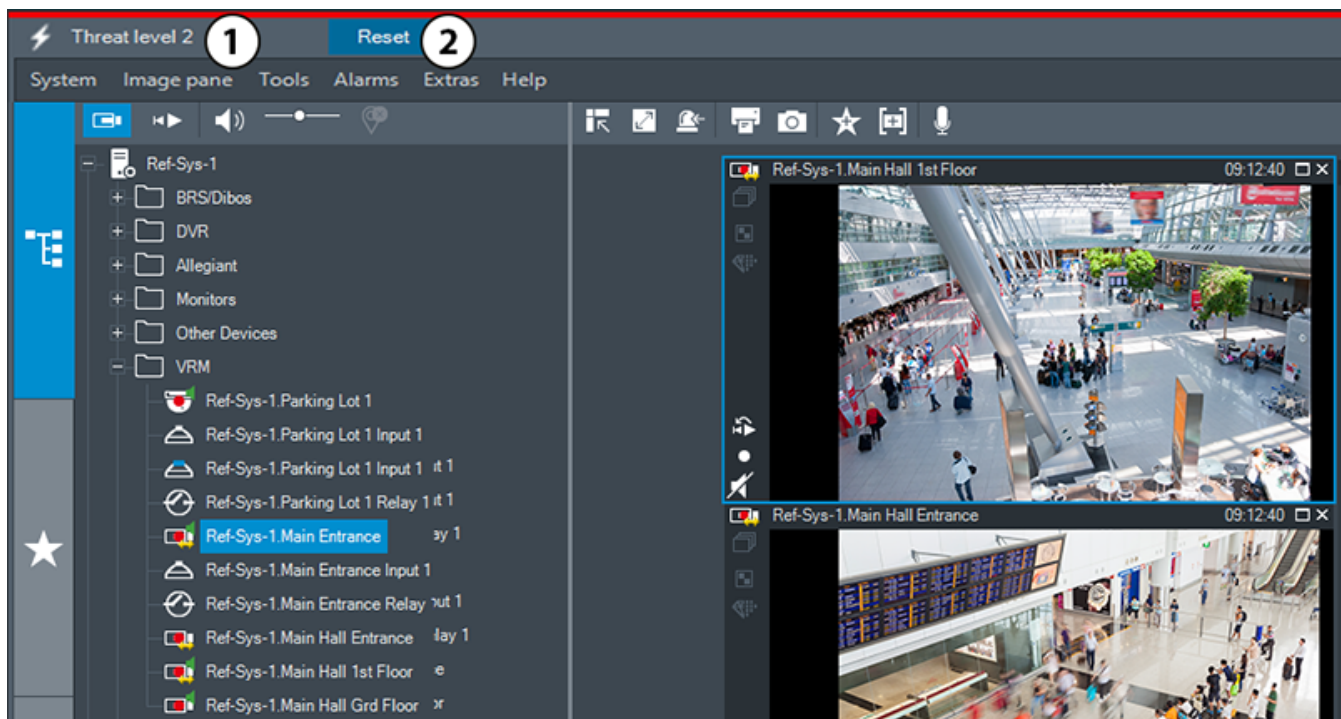 Threat level 2 1 Reset 2
System Image pane Tools Alarms Extras Help
Ref-Sys-1
BRS/Dibos
DVR
Allegiant
Monitors
Other Devices
VRM
Ref-Sys-1.Parking Lot 1
Ref-Sys-1.Parking Lot 1 Input 1
Ref-Sys-1.Parking Lot 1 Input 1
Ref-Sys-1.Parking Lot 1 Relay 1
Ref-Sys-1.Main Entrance
Ref-Sys-1.Main Entrance Input 1
Ref-Sys-1.Main Entrance Relay
Ref-Sys-1.Main Hall Entrance
Ref-Sys-1.Main Hall 1st Floor
Ref-Sys-1.Main Hall Grd Floor
Ref-Sys-1.Main Hall 1st Floor 09:12:40
Ref-Sys-1.Main Hall Entrance 09:12:40